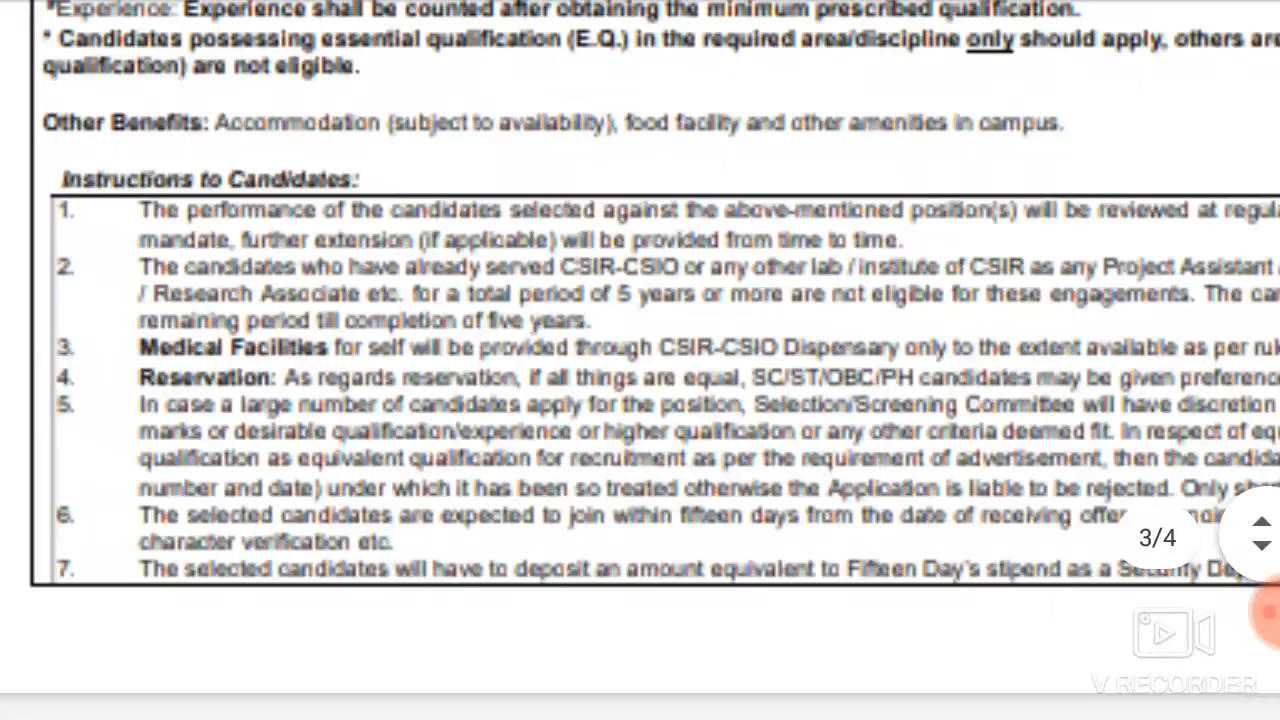 *Experience: Experience shall be counted after obtaining the minimum prescribed qualification.
* Candidates possessing essential qualification (E.Q.) in the required area/discipline only should apply, others are
qualification) are not eligible.
Other Benefits: Accommodation (subject to availability), food facility and other amenities in campus.
Instructions to Candidates:
1. The performance of the candidates selected against the above-mentioned position(s) will be reviewed at
mandate, further extension (if applicable) will be provided from time to time.
2. The candidates who have already served CSIR-CSIO or any other lab / institute of CSIR as any Project Assistant
/ Research Associate etc. for a total period of 5 years or more are not eligible for these engagements. The
remaining period till completion of five years.
3. Medical Facilities for self will be provided through CSIR-CSIO Dispensary only to the extent available as per
4. Reservation: As regards reservation, if all things are equal, SC/ST/OBC/PH candidates may be given
5. In case a large number of candidates apply for the position, Selection/Screening Committee will have discretion
marks or desirable qualification/experience or higher qualification or any other criteria deemed fit. In respect of
qualification as equivalent qualification for recruitment as per the requirement of advertisement, then the
number and date) under which it has been so treated otherwise the Application is liable to be rejected. Only
6. The selected candidates are expected to join within fifteen days from the date of receiving
character verification etc.
7. The selected candidates will have to deposit an amount equivalent to Fifteen Day's stipend as a Security
3/4
V RECORDER